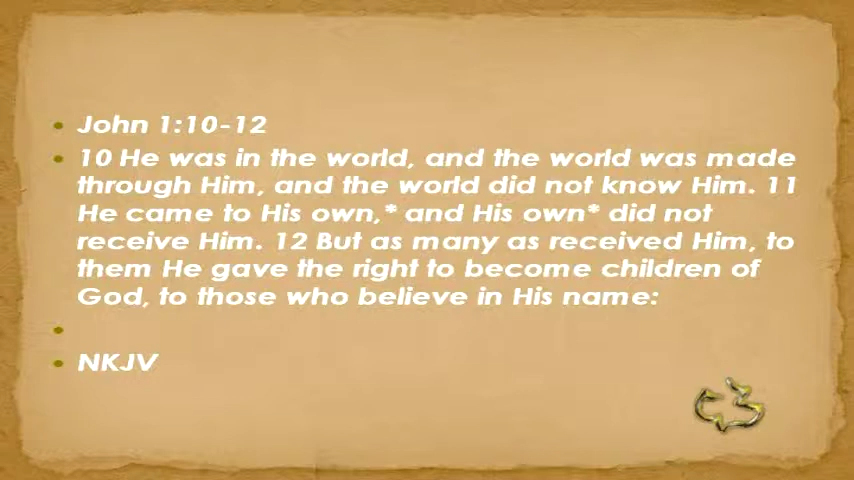 John 1:10-12
10 He was in the world, and the world was made
through Him, and the world did not know Him. 11
He came to His own,* and His own* did not
receive Him. 12 But as many as received Him, to
them He gave the right to become children of
God, to those who believe in His name:
NKJV